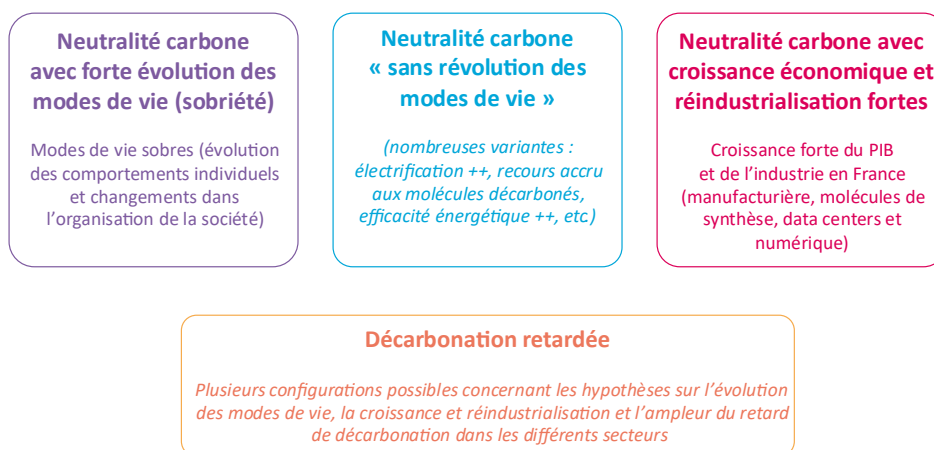 Neutralité carbone
avec forte évolution des
modes de vie (sobriété)
Modes de vie sobres (évolution
des comportements individuels
et changements dans
l'organisation de la société)
Neutralité carbone
« sans révolution des
modes de vie »
(nombreuses variantes :
électrification ++, recours accru
aux molécules décarbonés,
efficacité énergétique ++, etc.)
Neutralité carbone avec
croissance économique et
réindustrialisation fortes
Croissance forte du PIB
et de l'industrie en France
(manufacturière, molécules de
synthèse, data centers et
numérique)
Décarbonation retardée
Plusieurs configurations possibles concernant les hypothèses sur l'évolution
des modes de vie, la croissance et réindustrialisation et l'ampleur du retard
de décarbonation dans les différents secteurs